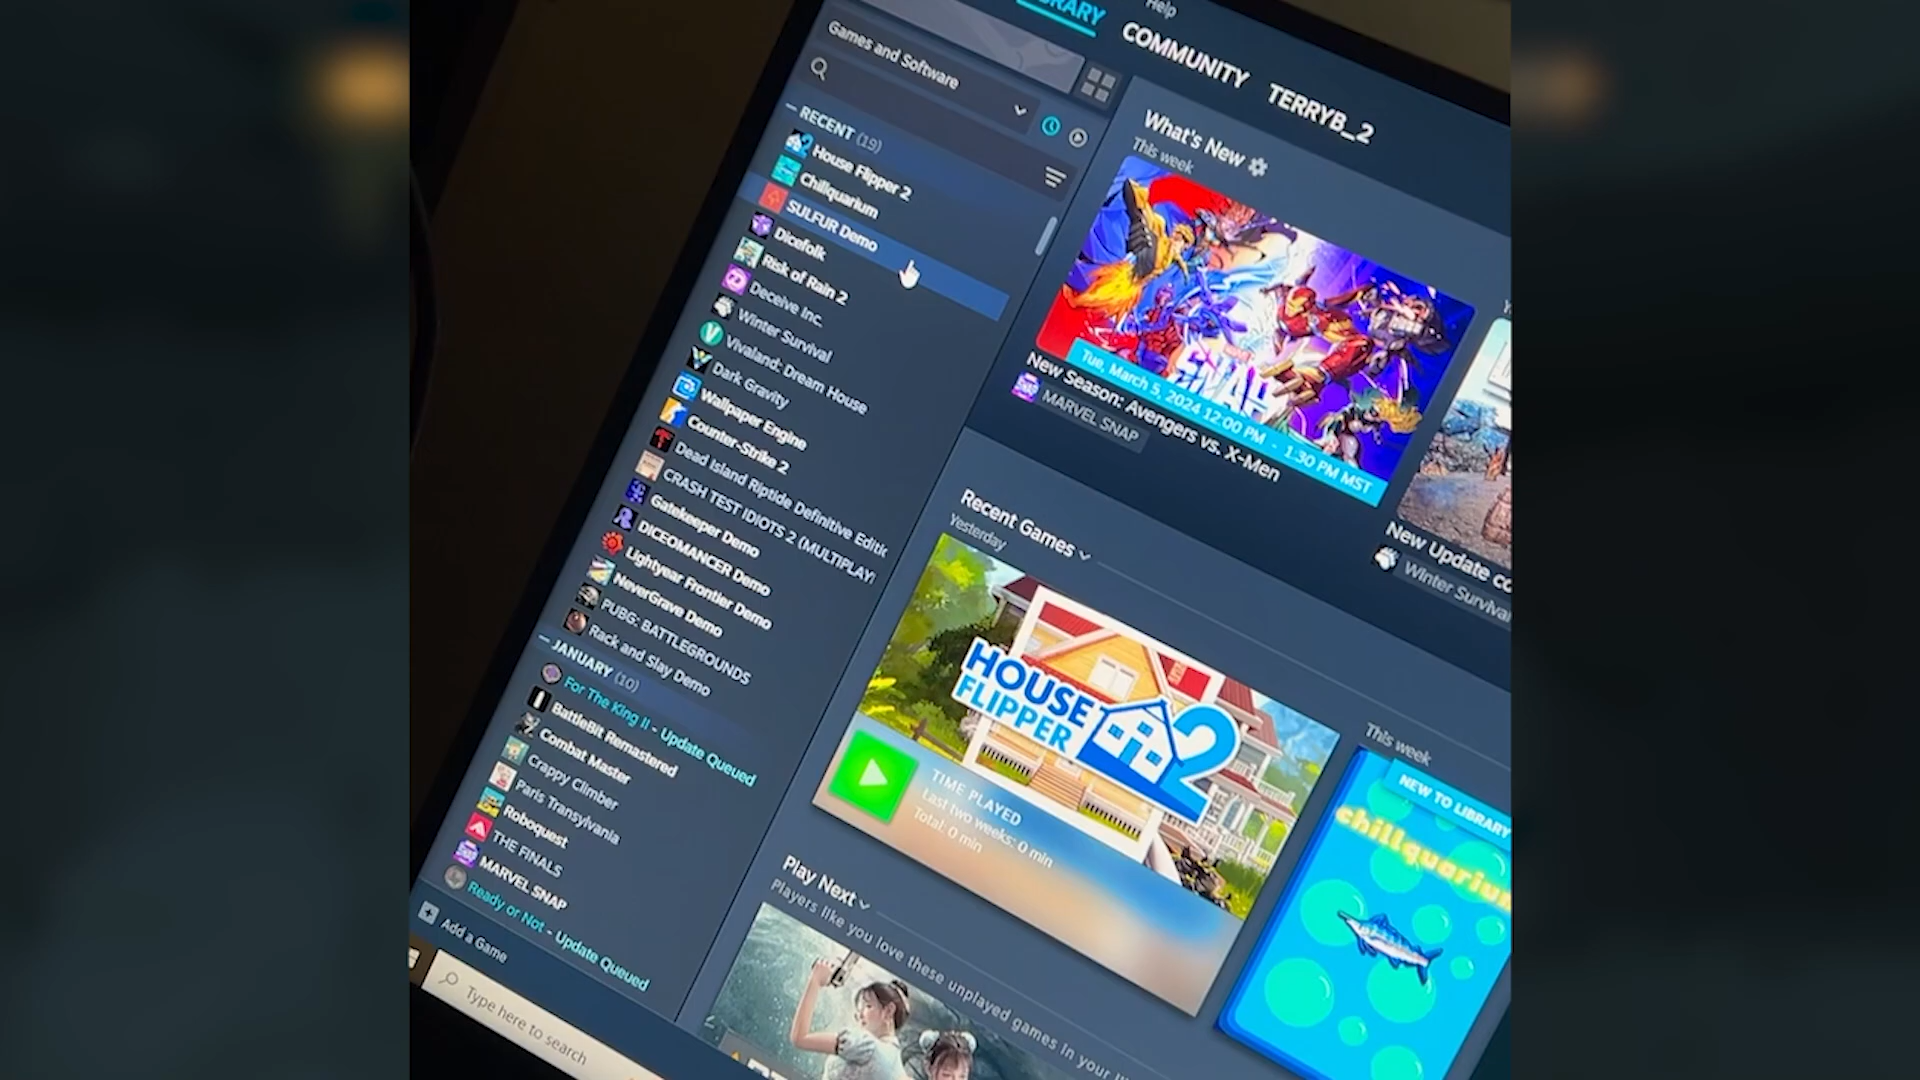 Help
LIBRARY
COMMUNITY
TERRYB_2
Games and Software
RECENT (19)
House Flipper 2
Chillquarium
SULFUR Demo
Dicefolk
Risk of Rain 2
Deceive Inc.
Winter Survival
Vivaland: Dream House
Dark Gravity
Wallpaper Engine
Counter-Strike 2
Dead Island Riptide Definitive Editic
CRASH TEST IDIOTS 2 (MULTIPLAY
Gatekeeper Demo
DICEOMANCER Demo
Lightyear Frontier Demo
NeverGrave Demo
PUBG: BATTLEGROUNDS
Rack and Slay Demo
JANUARY (10)
For The King II - Update Queued
BattleBit Remastered
Combat Master
Crappy Climber
Paris Transylvania
Roboquest
THE FINALS
MARVEL SNAP
Ready or Not - Update Queued
Add a Game
Type here to search
What's New
This week
MARVEL
SNAP
Tue, March 5, 2024 12:00 PM - 1:30 PM MST
New Season: Avengers vs. X-Men
MARVEL SNAP
New Update co
Winter Survival
Recent Games
Yesterday
HOUSE
FLIPPER 2
TIME PLAYED
Last two weeks: 0 min
Total: 0 min
This week
NEW TO LIBRARY
chillquarium
Play Next
Players like you love these unplayed games in your